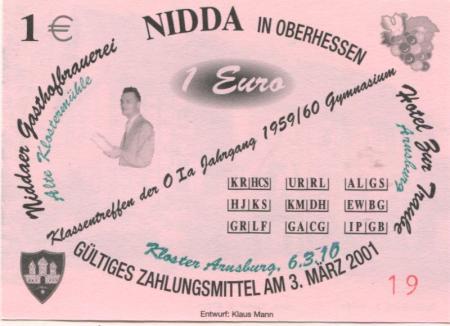 1 €
NIDDA IN OBERHESSEN
Niddaer Gasthofbrauerei
Alte Klostermühle
1 Euro
Hotel Zur Traube
Arnsburg
Klassentreffen der O Ia Jahrgang 1959/60 Gymnasium
KR|HCS UR|RL AL|GS
HJ|KS KM|DH EW|BG
GR|LF GA|CG IP|GB
Kloster Arnsburg. 6.3.10
GÜLTIGES ZAHLUNGSMITTEL AM 3. MÄRZ 2001
19
Entwurf: Klaus Mann